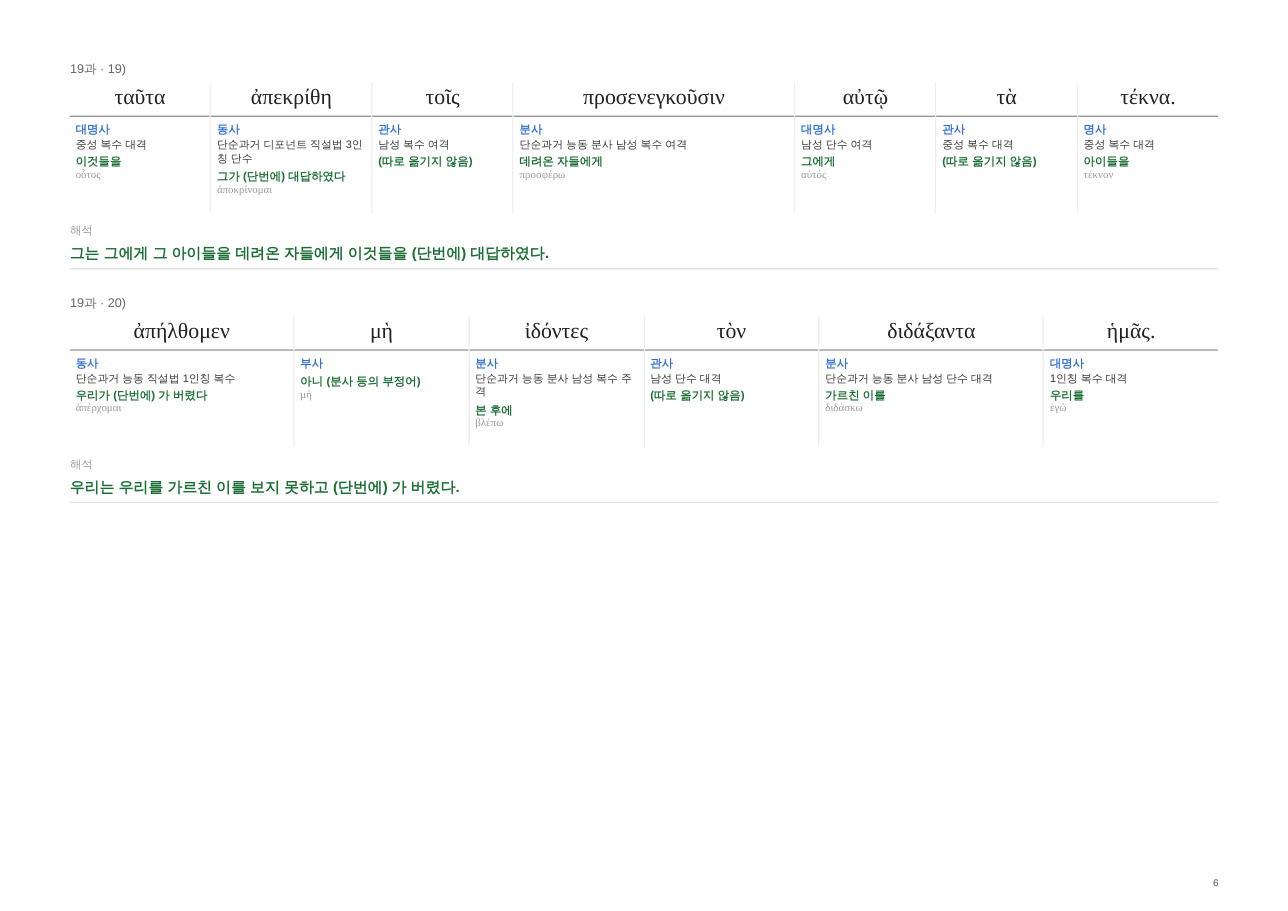 19과 · 19)
ταῦτα ἀπεκρίθη τοῖς προσενεγκοῦσιν αὐτῷ τὰ τέκνα.
대명사 동사 관사 분사 대명사 관사 명사
중성 복수 대격 단순과거 디포넌트 직설법 3인칭 단수 남성 복수 여격 단순과거 능동 분사 남성 복수 여격 남성 단수 여격 중성 복수 대격 중성 복수 대격
이것들을 그가 (단번에) 대답하였다 (따로 옮기지 않음) 데려온 자들에게 그에게 (따로 옮기지 않음) 아이들을
οὗτος ἀποκρίνομαι προσφέρω αὐτός τέκνον
해석
그는 그에게 그 아이들을 데려온 자들에게 이것들을 (단번에) 대답하였다.
19과 · 20)
ἀπήλθομεν μὴ ἰδόντες τὸν διδάξαντα ἡμᾶς.
동사 부사 분사 관사 분사 대명사
단순과거 능동 직설법 1인칭 복수 단순과거 능동 분사 남성 복수 주격 남성 단수 대격 단순과거 능동 분사 남성 단수 대격 1인칭 복수 대격
우리가 (단번에) 가 버렸다 아니 (분사 등의 부정어) 본 후에 (따로 옮기지 않음) 가르친 이를 우리를
ἀπέρχομαι μή βλέπω διδάσκω ἐγώ
해석
우리는 우리를 가르친 이를 보지 못하고 (단번에) 가 버렸다.
6